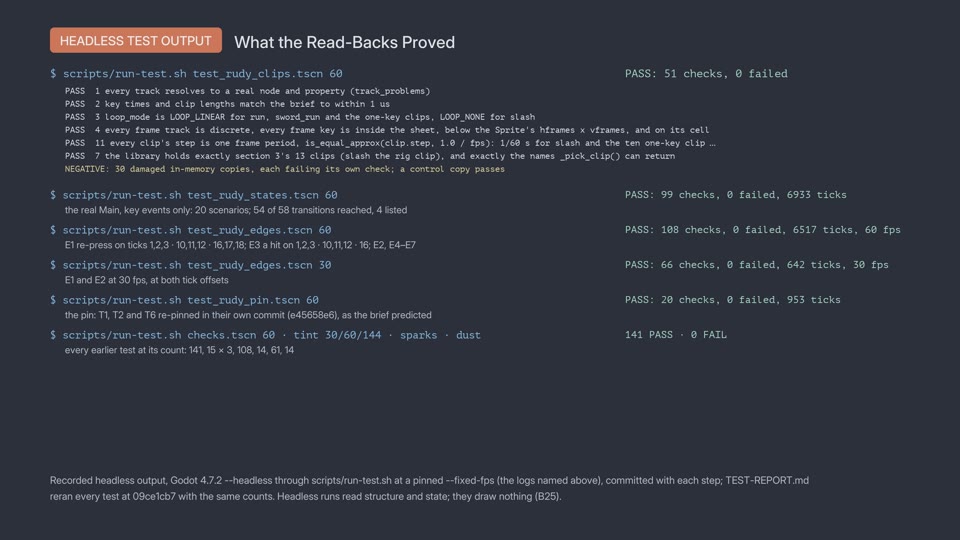 HEADLESS TEST OUTPUT What the Read-Backs Proved
$ scripts/run-test.sh test_rudy_clips.tscn 60 PASS: 51 checks, 0 failed
PASS 1 every track resolves to a real node and property (track_problems)
PASS 2 key times and clip lengths match the brief to within 1 us
PASS 3 loop_mode is LOOP_LINEAR for run, sword_run and the one-key clips, LOOP_NONE for slash
PASS 4 every frame track is discrete, every frame key is inside the sheet, below the Sprite's hframes x vframes, and on its cell
PASS 11 every clip's step is one frame period, is_equal_approx(clip.step, 1.0 / fps): 1/60 s for slash and the ten one-key clip …
PASS 7 the library holds exactly section 3's 13 clips (slash the rig clip), and exactly the names _pick_clip() can return
NEGATIVE: 30 damaged in-memory copies, each failing its own check; a control copy passes
$ scripts/run-test.sh test_rudy_states.tscn 60 PASS: 99 checks, 0 failed, 6933 ticks
the real Main, key events only: 20 scenarios; 54 of 58 transitions reached, 4 listed
$ scripts/run-test.sh test_rudy_edges.tscn 60 PASS: 108 checks, 0 failed, 6517 ticks, 60 fps
E1 re-press on ticks 1,2,3 · 10,11,12 · 16,17,18; E3 a hit on 1,2,3 · 10,11,12 · 16; E2, E4–E7
$ scripts/run-test.sh test_rudy_edges.tscn 30 PASS: 66 checks, 0 failed, 642 ticks, 30 fps
E1 and E2 at 30 fps, at both tick offsets
$ scripts/run-test.sh test_rudy_pin.tscn 60 PASS: 20 checks, 0 failed, 953 ticks
the pin: T1, T2 and T6 re-pinned in their own commit (e45658e6), as the brief predicted
$ scripts/run-test.sh checks.tscn 60 · tint 30/60/144 · sparks · dust 141 PASS · 0 FAIL
every earlier test at its count: 141, 15 × 3, 108, 14, 61, 14
Recorded headless output, Godot 4.7.2 --headless through scripts/run-test.sh at a pinned --fixed-fps (the logs named above), committed with each step; TEST-REPORT.md
reran every test at 09ce1cb7 with the same counts. Headless runs read structure and state; they draw nothing (B25).